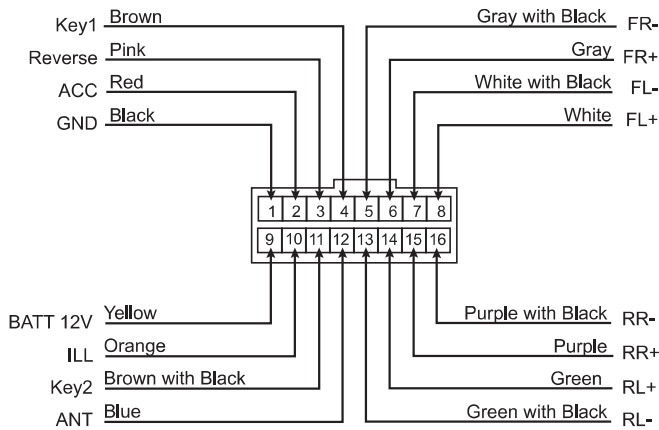 Key1 Brown Gray with Black FR-
Reverse Pink Gray FR+
ACC Red White with Black FL-
GND Black White FL+
1 2 3 4 5 6 7 8
9 10 11 12 13 14 15 16
BATT 12V Yellow Purple with Black RR-
ILL Orange Purple RR+
Key2 Brown with Black Green RL+
ANT Blue Green with Black RL-